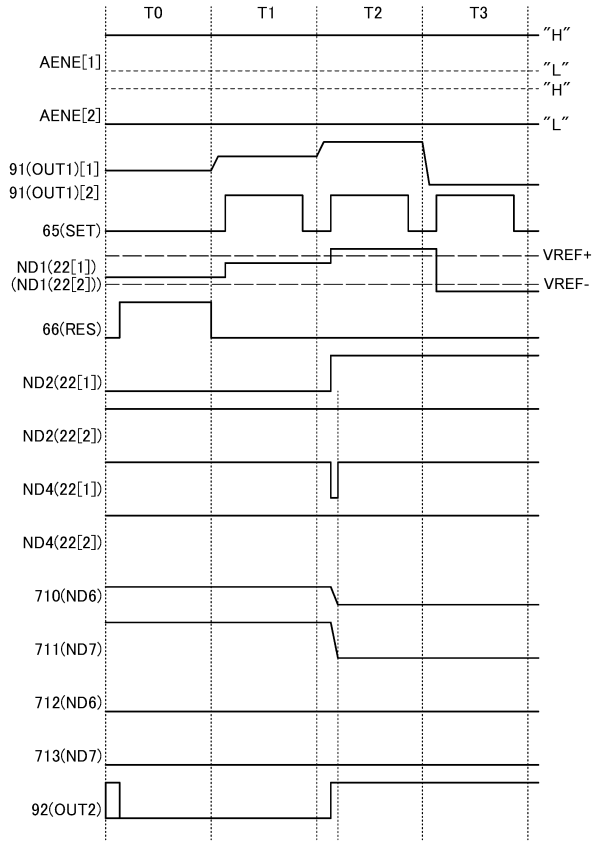 T0 T1 T2 T3
"H"
AENE[1]
"L"
"H"
AENE[2]
"L"
91(OUT1)[1]
91(OUT1)[2]
65(SET)
VREF+
ND1(22[1])
(ND1(22[2]))
VREF-
66(RES)
ND2(22[1])
ND2(22[2])
ND4(22[1])
ND4(22[2])
710(ND6)
711(ND7)
712(ND6)
713(ND7)
92(OUT2)